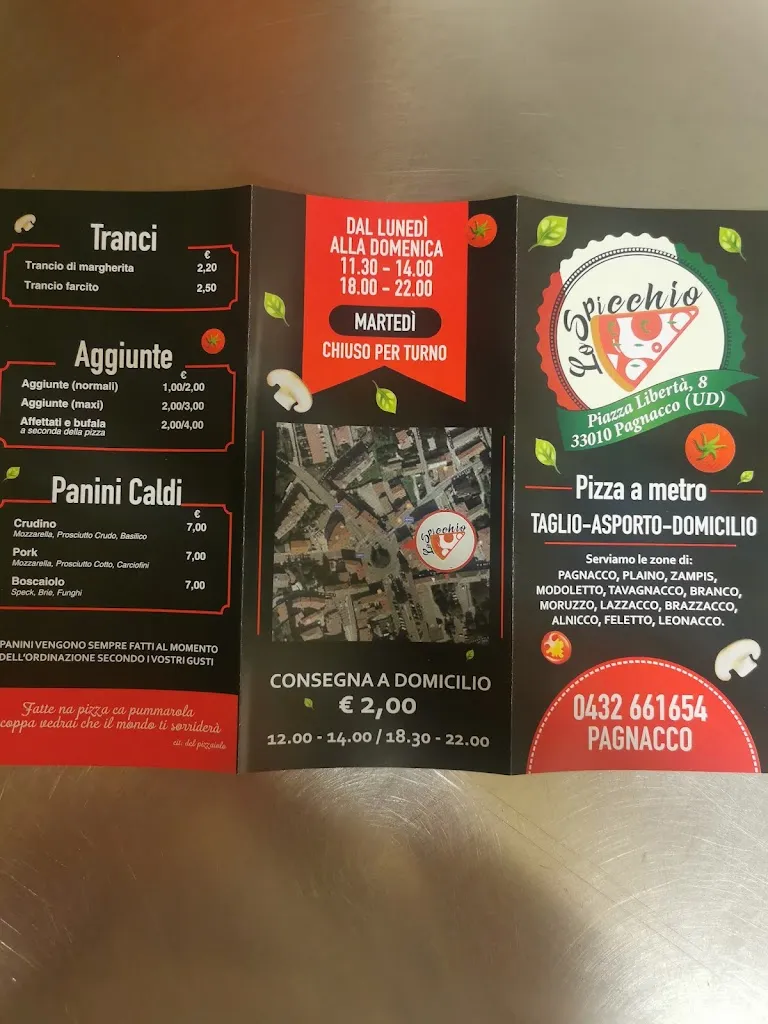 Tranci
€
Trancio di margherita 2,20
Trancio farcito 2,50
Aggiunte
€
Aggiunte (normali) 1,00/2,00
Aggiunte (maxi) 2,00/3,00
Affettati e bufala 2,00/4,00
a seconda della pizza
Panini Caldi
€
Crudino 7,00
Mozzarella, Prosciutto Crudo, Basilico
Pork 7,00
Mozzarella, Prosciutto Cotto, Carciofini
Boscaiolo 7,00
Speck, Brie, Funghi
PANINI VENGONO SEMPRE FATTI AL MOMENTO
DELL'ORDINAZIONE SECONDO I VOSTRI GUSTI
Fatte na pizza ca pummarola
coppa vedrai che il mondo ti sorriderà
cit. del pizzaiolo
DAL LUNEDÌ
ALLA DOMENICA
11.30 - 14.00
18.00 - 22.00
MARTEDÌ
CHIUSO PER TURNO
Lo Spicchio
CONSEGNA A DOMICILIO
€ 2,00
12.00 - 14.00 / 18.30 - 22.00
Lo Spicchio
Piazza Libertà, 8
33010 Pagnacco (UD)
Pizza a metro
TAGLIO-ASPORTO-DOMICILIO
Serviamo le zone di:
PAGNACCO, PLAINO, ZAMPIS,
MODOLETTO, TAVAGNACCO, BRANCO,
MORUZZO, LAZZACCO, BRAZZACCO,
ALNICCO, FELETTO, LEONACCO.
0432 661654
PAGNACCO